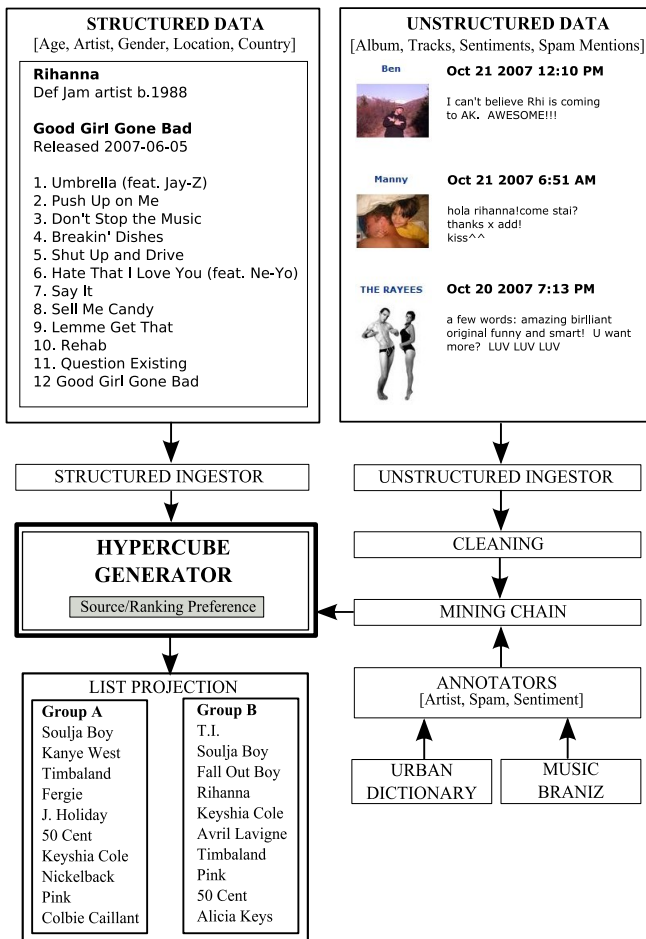 STRUCTURED DATA
[Age, Artist, Gender, Location, Country]
Rihanna
Def Jam artist b.1988
Good Girl Gone Bad
Released 2007-06-05
1. Umbrella (feat. Jay-Z)
2. Push Up on Me
3. Don't Stop the Music
4. Breakin' Dishes
5. Shut Up and Drive
6. Hate That I Love You (feat. Ne-Yo)
7. Say It
8. Sell Me Candy
9. Lemme Get That
10. Rehab
11. Question Existing
12 Good Girl Gone Bad
UNSTRUCTURED DATA
[Album, Tracks, Sentiments, Spam Mentions]
Ben
Oct 21 2007 12:10 PM
I can't believe Rhi is coming
to AK. AWESOME!!!
Manny
Oct 21 2007 6:51 AM
hola rihanna!come stai?
thanks x add!
kiss^^
THE RAYEES
Oct 20 2007 7:13 PM
a few words: amazing birlliant
original funny and smart! U want
more? LUV LUV LUV
STRUCTURED INGESTOR
UNSTRUCTURED INGESTOR
HYPERCUBE
GENERATOR
Source/Ranking Preference
CLEANING
MINING CHAIN
ANNOTATORS
[Artist, Spam, Sentiment]
URBAN
DICTIONARY
MUSIC
BRANIZ
LIST PROJECTION
Group A
Soulja Boy
Kanye West
Timbaland
Fergie
J. Holiday
50 Cent
Keyshia Cole
Nickelback
Pink
Colbie Caillant
Group B
T.I.
Soulja Boy
Fall Out Boy
Rihanna
Keyshia Cole
Avril Lavigne
Timbaland
Pink
50 Cent
Alicia Keys